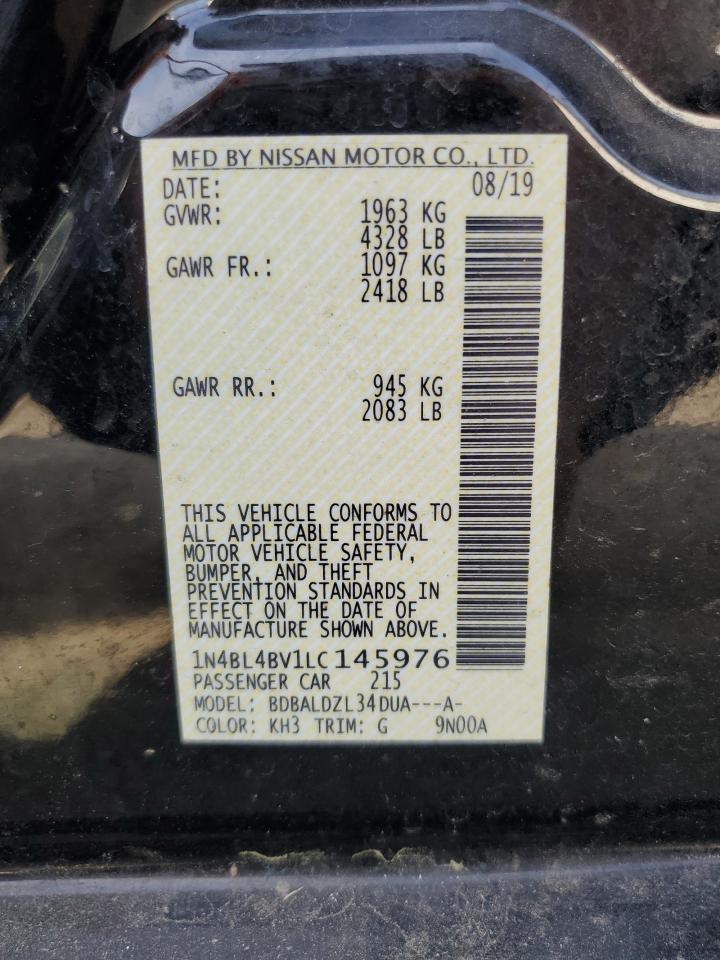 MFD BY NISSAN MOTOR CO., LTD.
DATE: 08/19
GVWR: 1963 KG
4328 LB
GAWR FR.: 1097 KG
2418 LB
GAWR RR.: 945 KG
2083 LB
THIS VEHICLE CONFORMS TO
ALL APPLICABLE FEDERAL
MOTOR VEHICLE SAFETY,
BUMPER, AND THEFT
PREVENTION STANDARDS IN
EFFECT ON THE DATE OF
MANUFACTURE SHOWN ABOVE.
1N4BL4BV1LC145976
PASSENGER CAR 215
MODEL: BDBALDZL34DUA---A-
COLOR: KH3 TRIM: G 9N00A